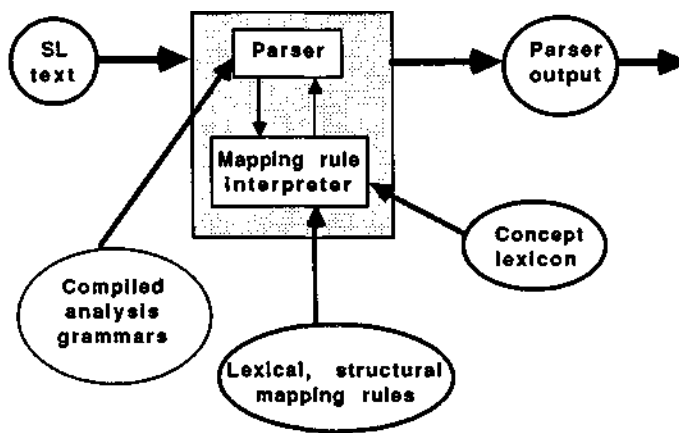 SL
text
Parser
Parser
output
Mapping rule
interpreter
Concept
lexicon
Compiled
analysis
grammars
Lexical, structural
mapping rules